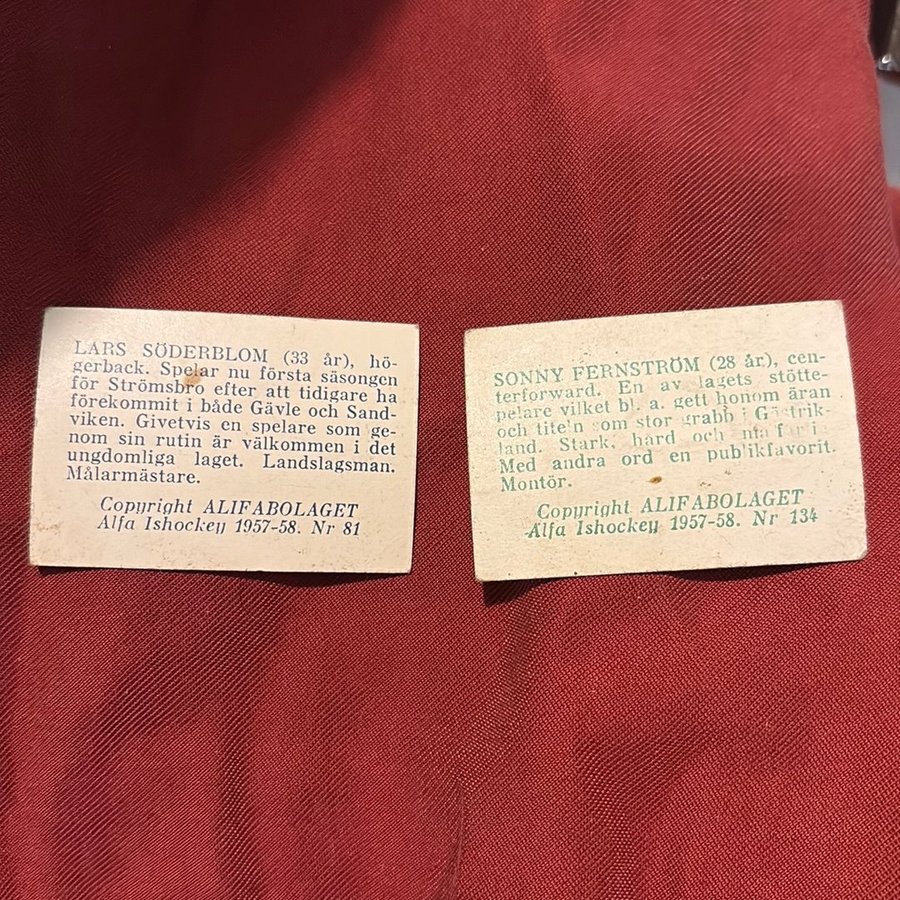 LARS SÖDERBLOM (33 år), hö-
gerback. Spelar nu första säsongen
för Strömsbro efter att tidigare ha
förekommit i både Gävle och Sand-
viken. Givetvis en spelare som ge-
nom sin rutin är välkommen i det
ungdomliga laget. Landslagsman.
Målarmästare.
Copyright ALIFABOLAGET
Alfa Ishockey 1957-58. Nr 81
SONNY FERNSTRÖM (28 år), cen-
terforward. En av lagets stötte-
pelare vilket bl. a. gett honom äran
och titeln som stor grabb i Gästrik-
land. Stark, hård och
Med andra ord en publikfavorit.
Montör.
Copyright ALIFABOLAGET
Alfa Ishockey 1957-58. Nr 134